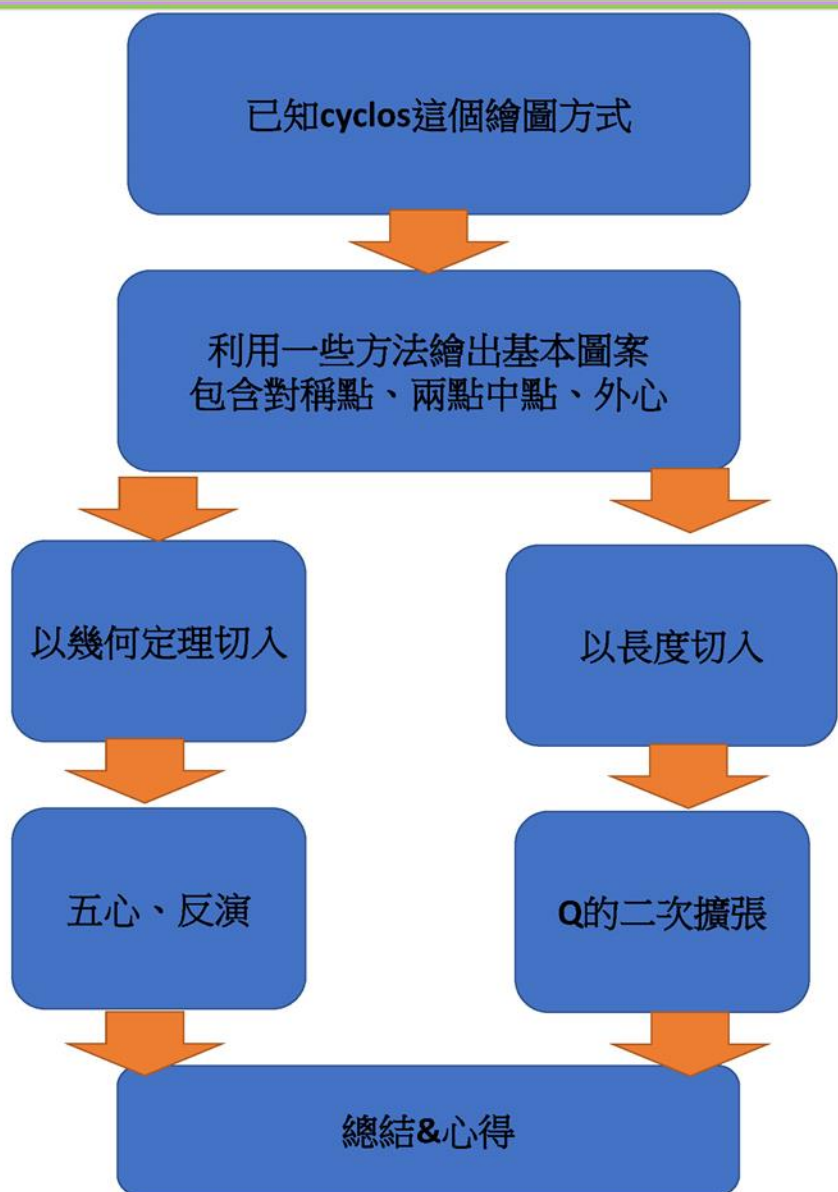 已知cyclos這個繪圖方式
利用一些方法繪出基本圖案
包含對稱點、兩點中點、外心
以幾何定理切入
以長度切入
五心、反演
Q的二次擴張
總結&心得